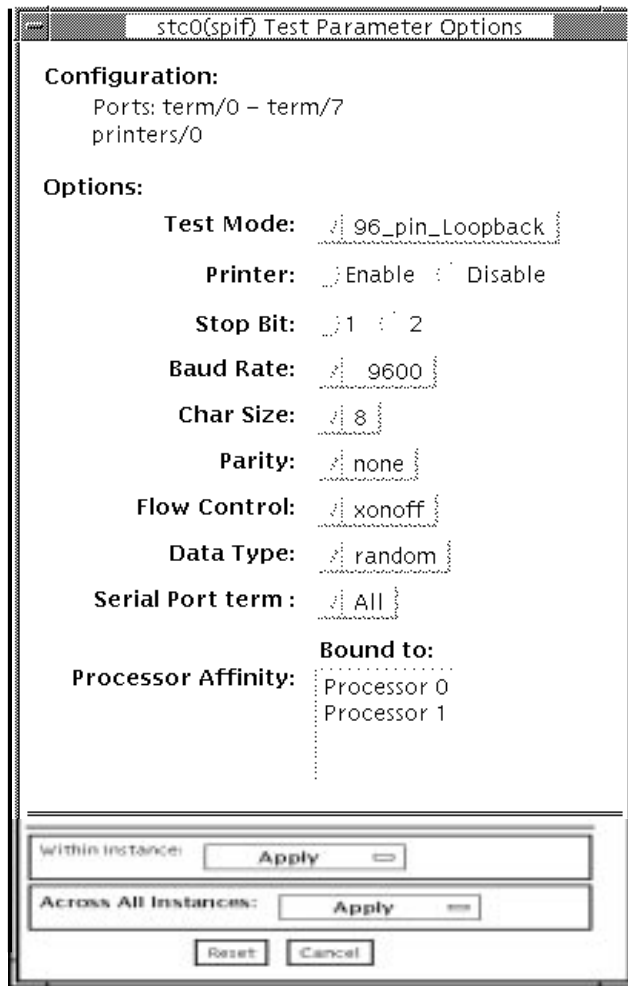 stc0(spif) Test Parameter Options
Configuration:
Ports: term/0 – term/7
printers/0
Options:
Test Mode: 96_pin_Loopback
Printer: Enable Disable
Stop Bit: 1 2
Baud Rate: 9600
Char Size: 8
Parity: none
Flow Control: xonoff
Data Type: random
Serial Port term : All
Bound to:
Processor Affinity: Processor 0
Processor 1
Within Instance: Apply
Across All Instances: Apply
Reset Cancel